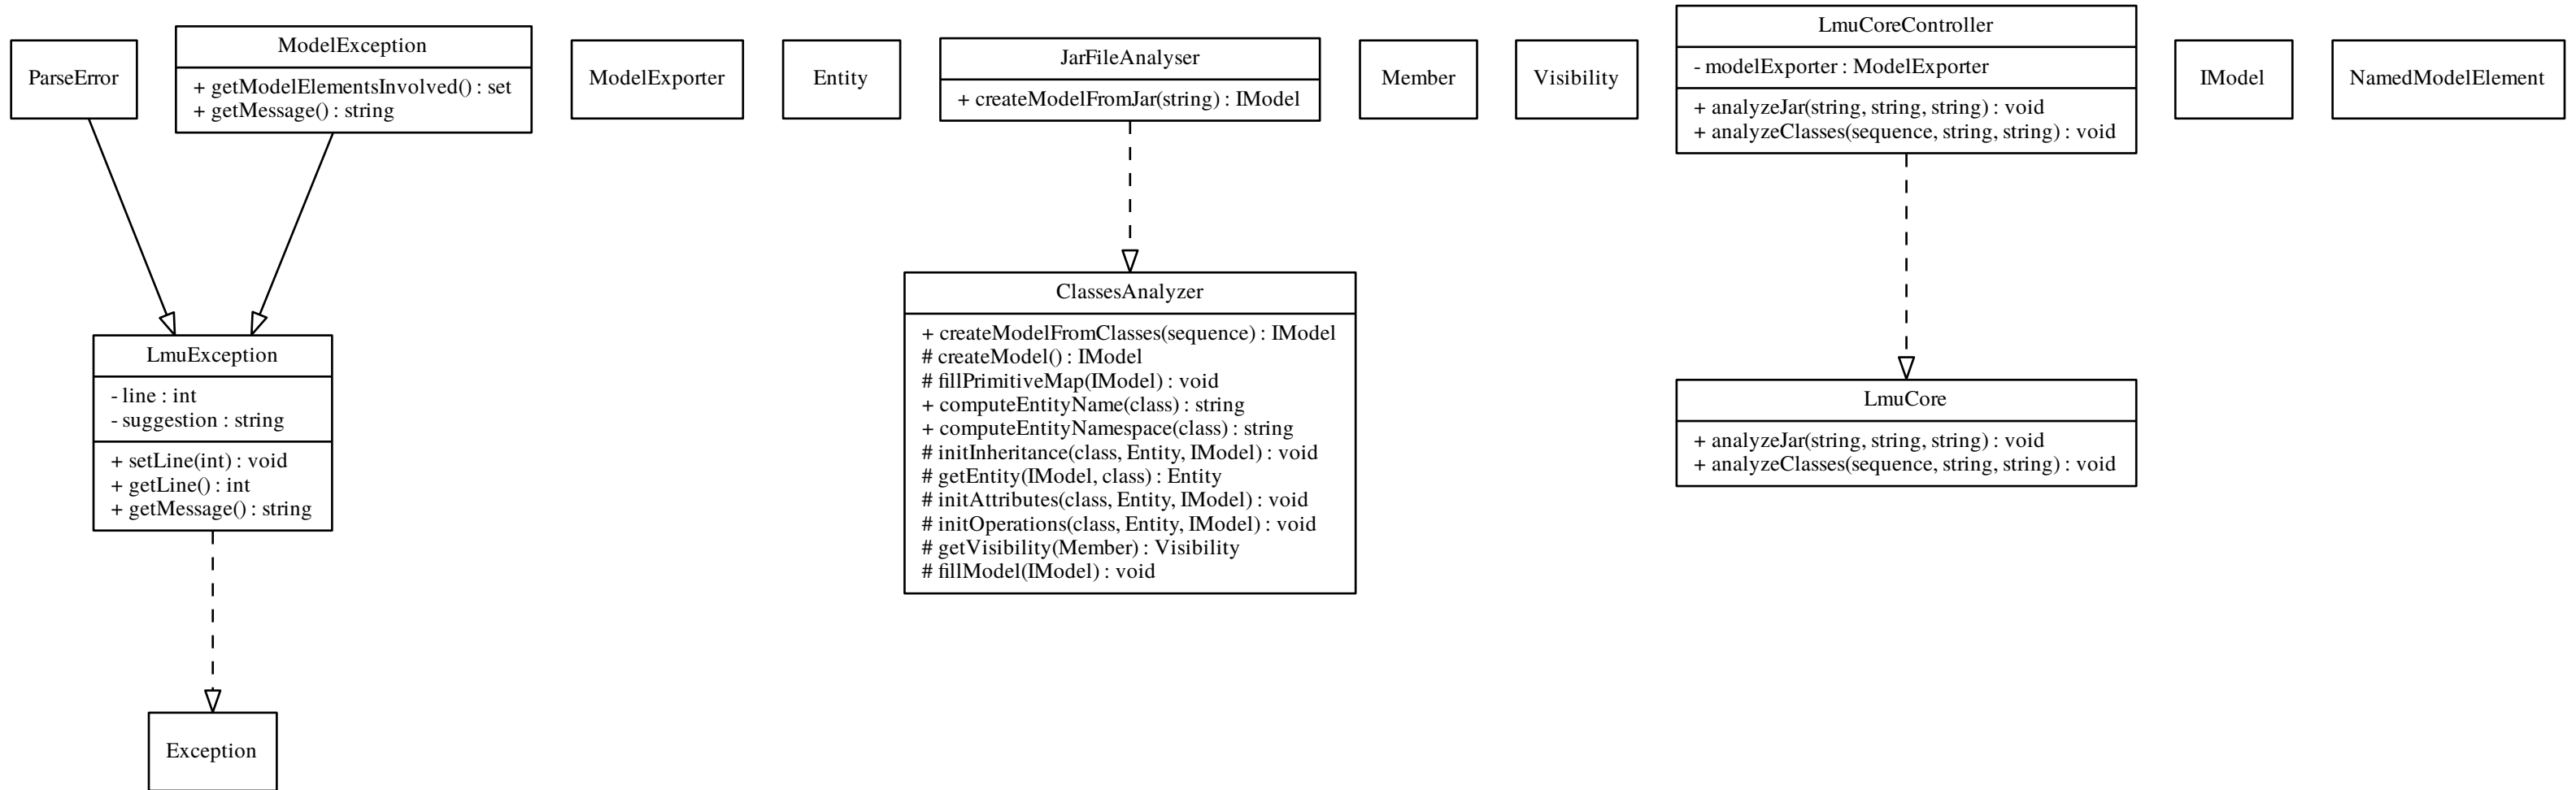 ParseError
ModelException
+ getModelElementsInvolved() : set
+ getMessage() : string
ModelExporter
Entity
JarFileAnalyser
+ createModelFromJar(string) : IModel
Member
Visibility
LmuCoreController
- modelExporter : ModelExporter
+ analyzeJar(string, string, string) : void
+ analyzeClasses(sequence, string, string) : void
IModel
NamedModelElement
LmuException
- line : int
- suggestion : string
+ setLine(int) : void
+ getLine() : int
+ getMessage() : string
ClassesAnalyzer
+ createModelFromClasses(sequence) : IModel
# createModel() : IModel
# fillPrimitiveMap(IModel) : void
+ computeEntityName(class) : string
+ computeEntityNamespace(class) : string
# initInheritance(class, Entity, IModel) : void
# getEntity(IModel, class) : Entity
# initAttributes(class, Entity, IModel) : void
# initOperations(class, Entity, IModel) : void
# getVisibility(Member) : Visibility
# fillModel(IModel) : void
LmuCore
+ analyzeJar(string, string, string) : void
+ analyzeClasses(sequence, string, string) : void
Exception